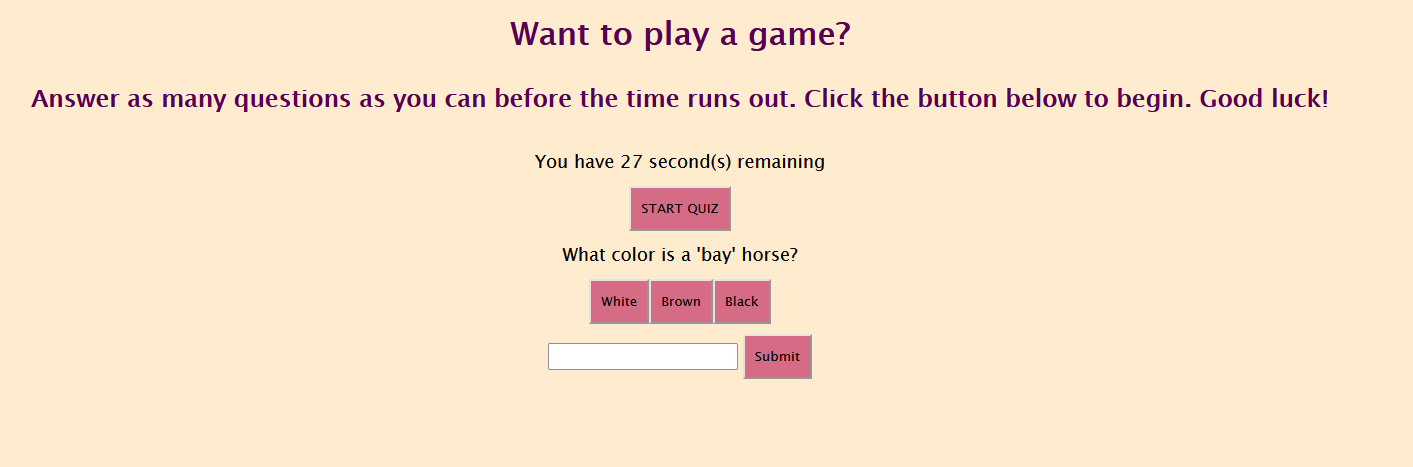 Want to play a game?
Answer as many questions as you can before the time runs out. Click the button below to begin. Good luck!
You have 27 second(s) remaining
START QUIZ
What color is a 'bay' horse?
White Brown Black
Submit